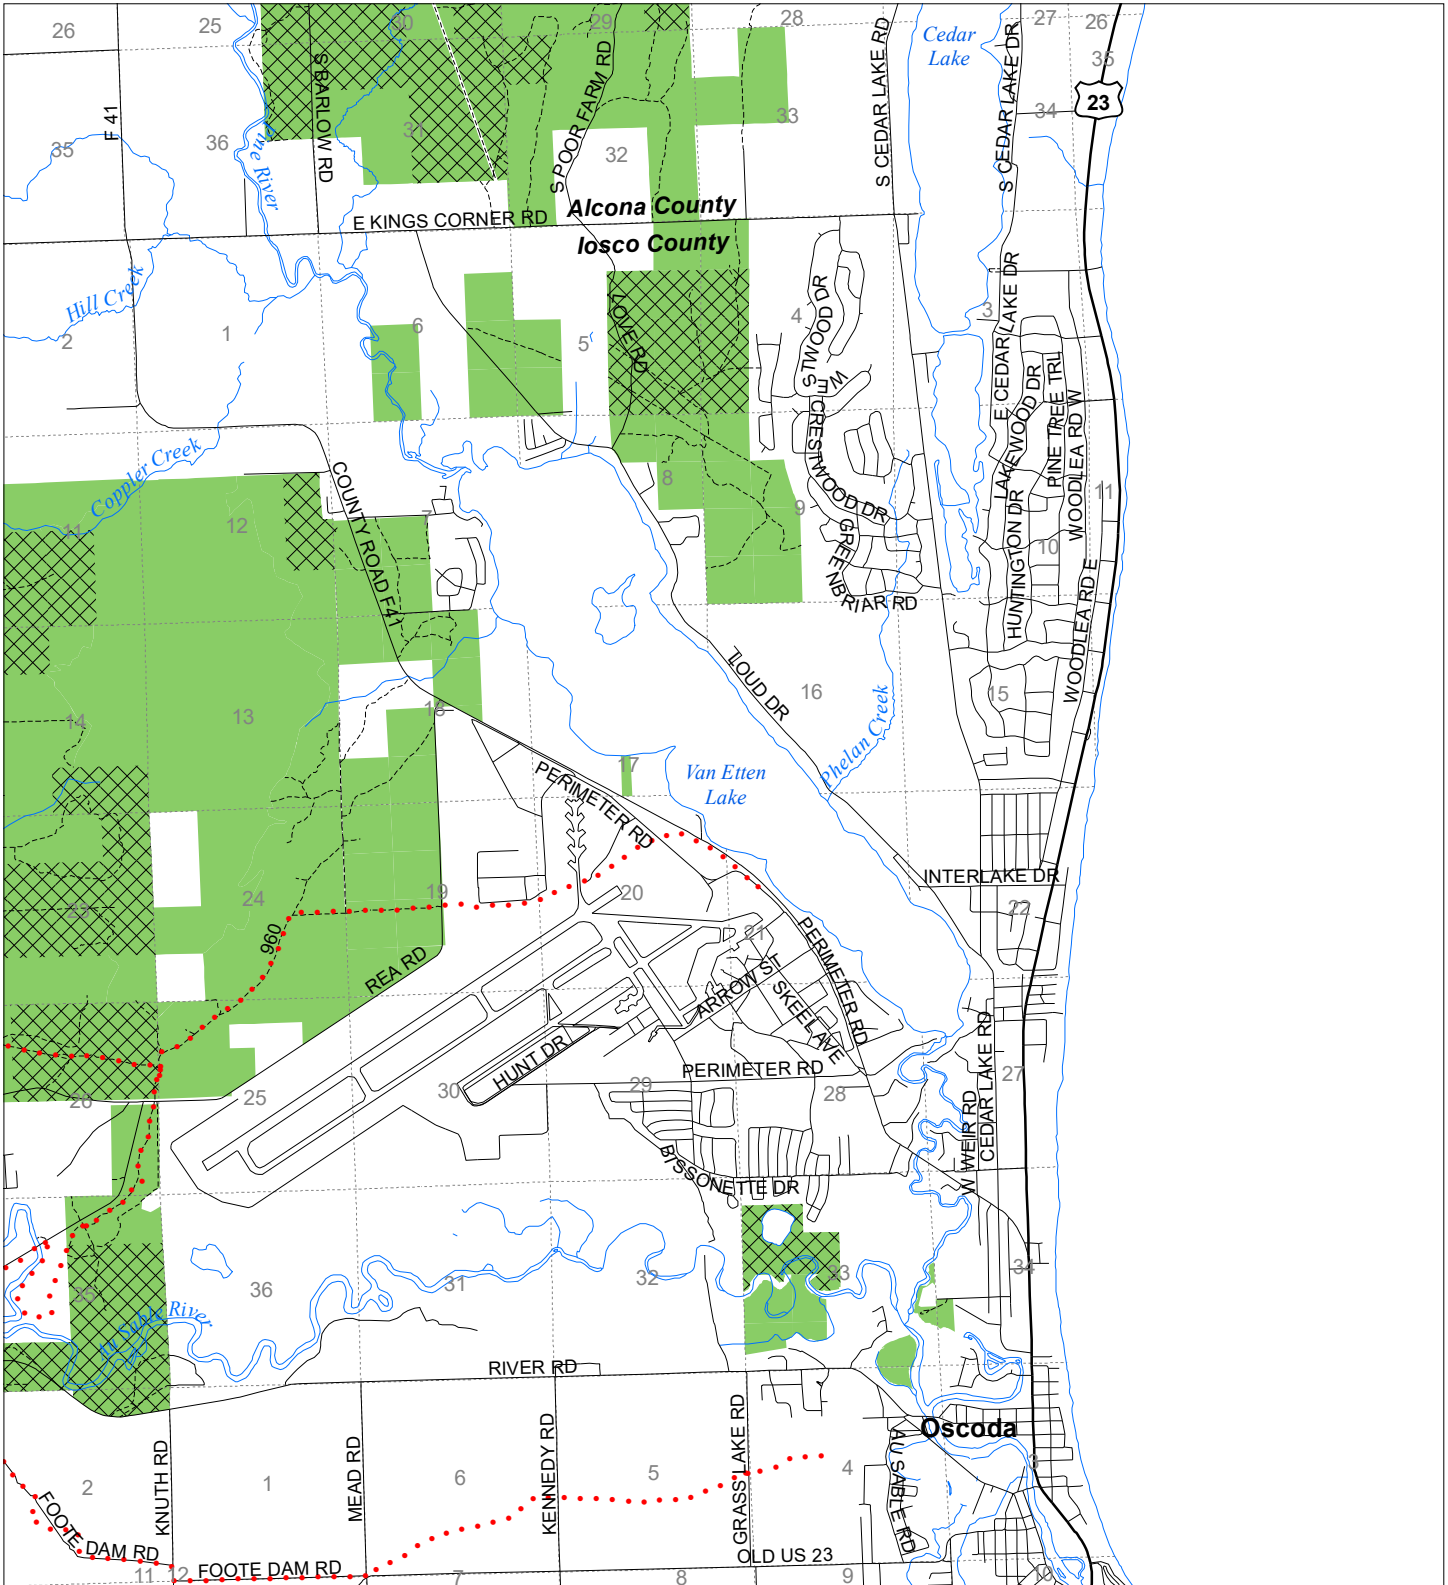 26
25
30
29
28
27
26
35
Cedar
Lake
23
34
33
F 41
S BARLOW RD
S POOR FARM RD
S CEDAR LAKE RD
S CEDAR LAKE DR
35
36
31
32
Pine River
E KINGS CORNER RD
Alcona County
Iosco County
Hill Creek
2
1
6
5
4
3
LOVE RD
WESTWOOD DR
E CEDAR LAKE DR
LAKEWOOD DR
PINE TREE TRL
WOODLEA RD W
CRESTWOOD DR
Coppler Creek
COUNTY ROAD F41
11
12
7
8
9
10
11
GREENBRIAR RD
HUNTINGTON DR
WOODLEA RD E
LOUD DR
14
13
18
17
16
15
Phelan Creek
Van Etten
Lake
PERIMETER RD
INTERLAKE DR
23
24
19
20
21
22
960
REA RD
ARROW ST
SKEEL AVE
PERIMETER RD
HUNT DR
PERIMETER RD
CEDAR LAKE RD
W WEIR RD
26
25
30
29
28
27
BISSONETTE DR
35
36
31
32
33
34
Au Sable River
RIVER RD
Oscoda
KNUTH RD
MEAD RD
KENNEDY RD
GRASS LAKE RD
AU SABLE RD
2
1
6
5
4
3
FOOTE DAM RD
FOOTE DAM RD
OLD US 23
11
12
7
8
9
10